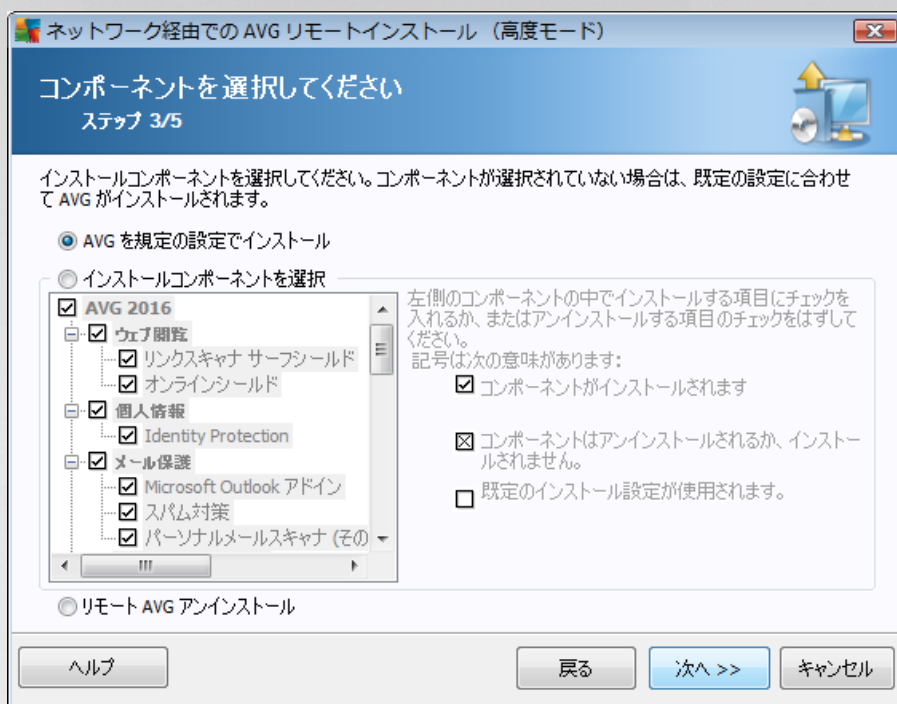 ネットワーク経由での AVG リモートインストール （高度モード）
コンポーネントを選択してください
ステップ 3/5
インストールコンポーネントを選択してください。コンポーネントが選択されていない場合は、既定の設定に合わせ
て AVG がインストールされます。
AVG を規定の設定でインストール
インストールコンポーネントを選択
AVG 2016
ウェブ閲覧
リンクスキャナ サーフシールド
オンラインシールド
個人情報
Identity Protection
メール保護
Microsoft Outlook アドイン
スパム対策
パーソナルメールスキャナ (その
左側のコンポーネントの中でインストールする項目にチェックを
入れるか、またはアンインストールする項目のチェックをはずして
ください。
記号は次の意味があります:
コンポーネントがインストールされます
コンポーネントはアンインストールされるか、インストー
ルされません。
既定のインストール設定が使用されます。
リモート AVG アンインストール
ヘルプ
戻る
次へ >>
キャンセル